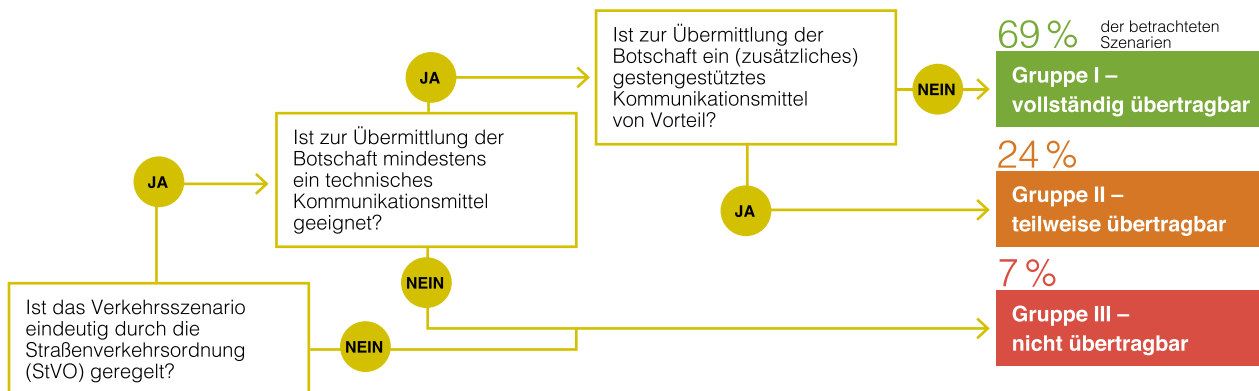 Ist das Verkehrsszenario
eindeutig durch die
Straßenverkehrsordnung
(StVO) geregelt?
JA
NEIN
Ist zur Übermittlung der
Botschaft mindestens
ein technisches
Kommunikationsmittel
geeignet?
JA
NEIN
Ist zur Übermittlung der
Botschaft ein (zusätzliches)
gestengestütztes
Kommunikationsmittel
von Vorteil?
NEIN
JA
69 % der betrachteten
Szenarien
Gruppe I –
vollständig übertragbar
24 %
Gruppe II –
teilweise übertragbar
7 %
Gruppe III –
nicht übertragbar